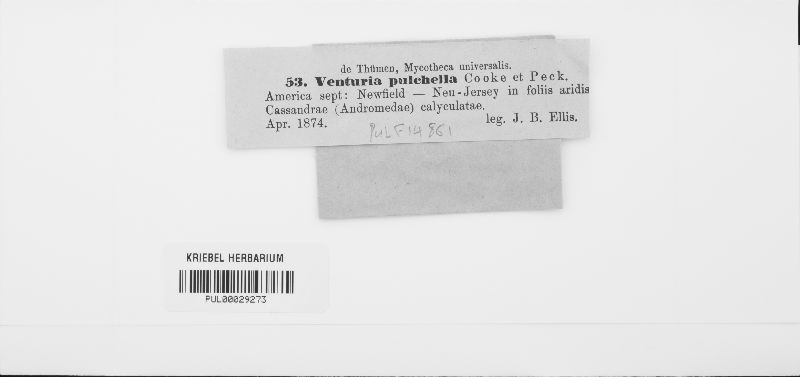 de Thümen, Mycotheca universalis.
53. Venturia pulchella Cooke et Peck.
America sept: Newfield — Neu-Jersey in foliis aridis
Cassandrae (Andromedae) calyculatae.
Apr. 1874. leg. J. B. Ellis.
PUL F14861
KRIEBEL HERBARIUM
PUL00029273